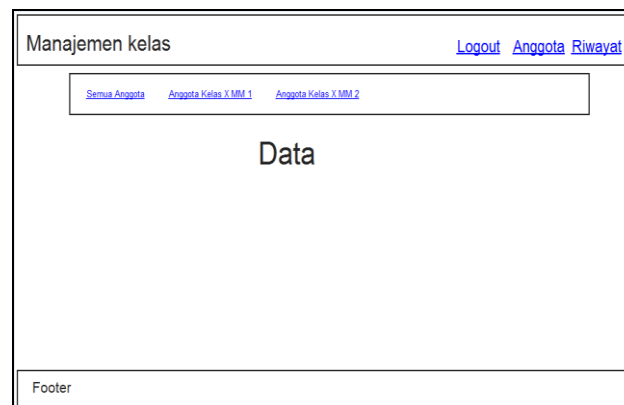 Manajemen kelas Logout Anggota Riwayat
Semua Anggota Anggota Kelas X MM 1 Anggota Kelas X MM 2
Data
Footer